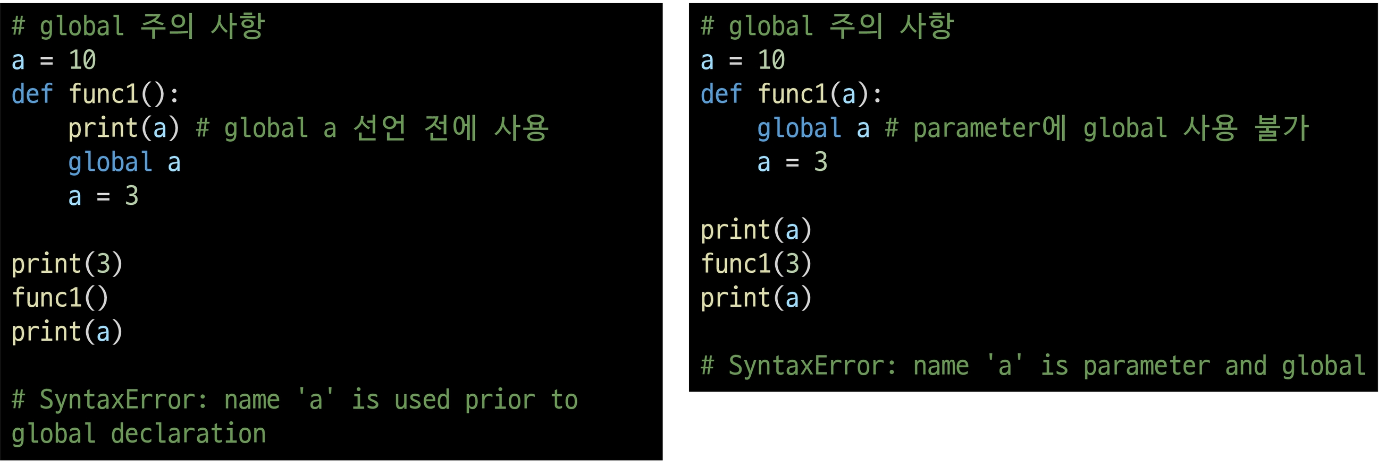 # global 주의 사항
a = 10
def func1():
    print(a) # global a 선언 전에 사용
    global a
    a = 3

print(3)
func1()
print(a)

# SyntaxError: name 'a' is used prior to
global declaration

# global 주의 사항
a = 10
def func1(a):
    global a # parameter에 global 사용 불가
    a = 3

print(a)
func1(3)
print(a)

# SyntaxError: name 'a' is parameter and global